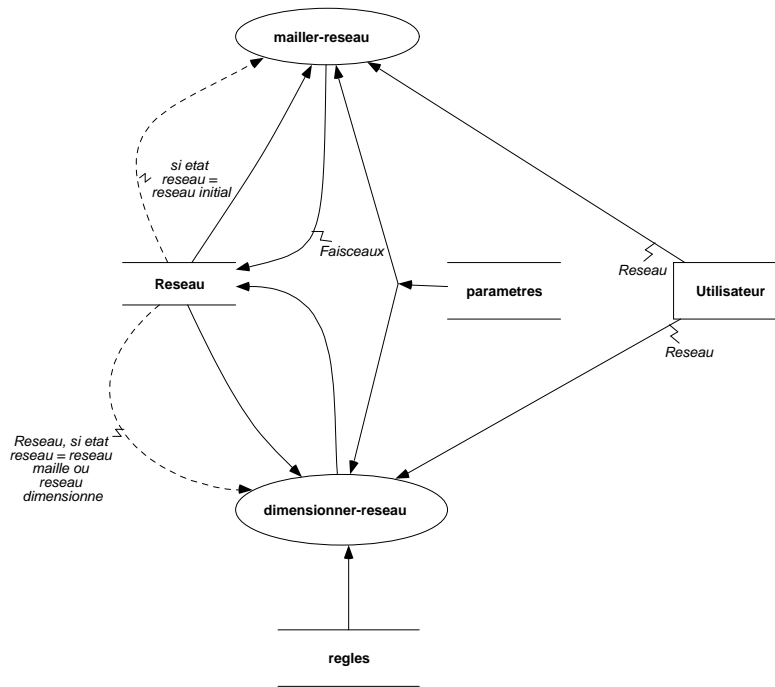 mailler-reseau
si etat
reseau =
reseau initial
Faisceaux
Reseau
Reseau
parametres
Utilisateur
Reseau
Reseau, si etat
reseau = reseau
maille ou
reseau
dimensionne
dimensionner-reseau
regles